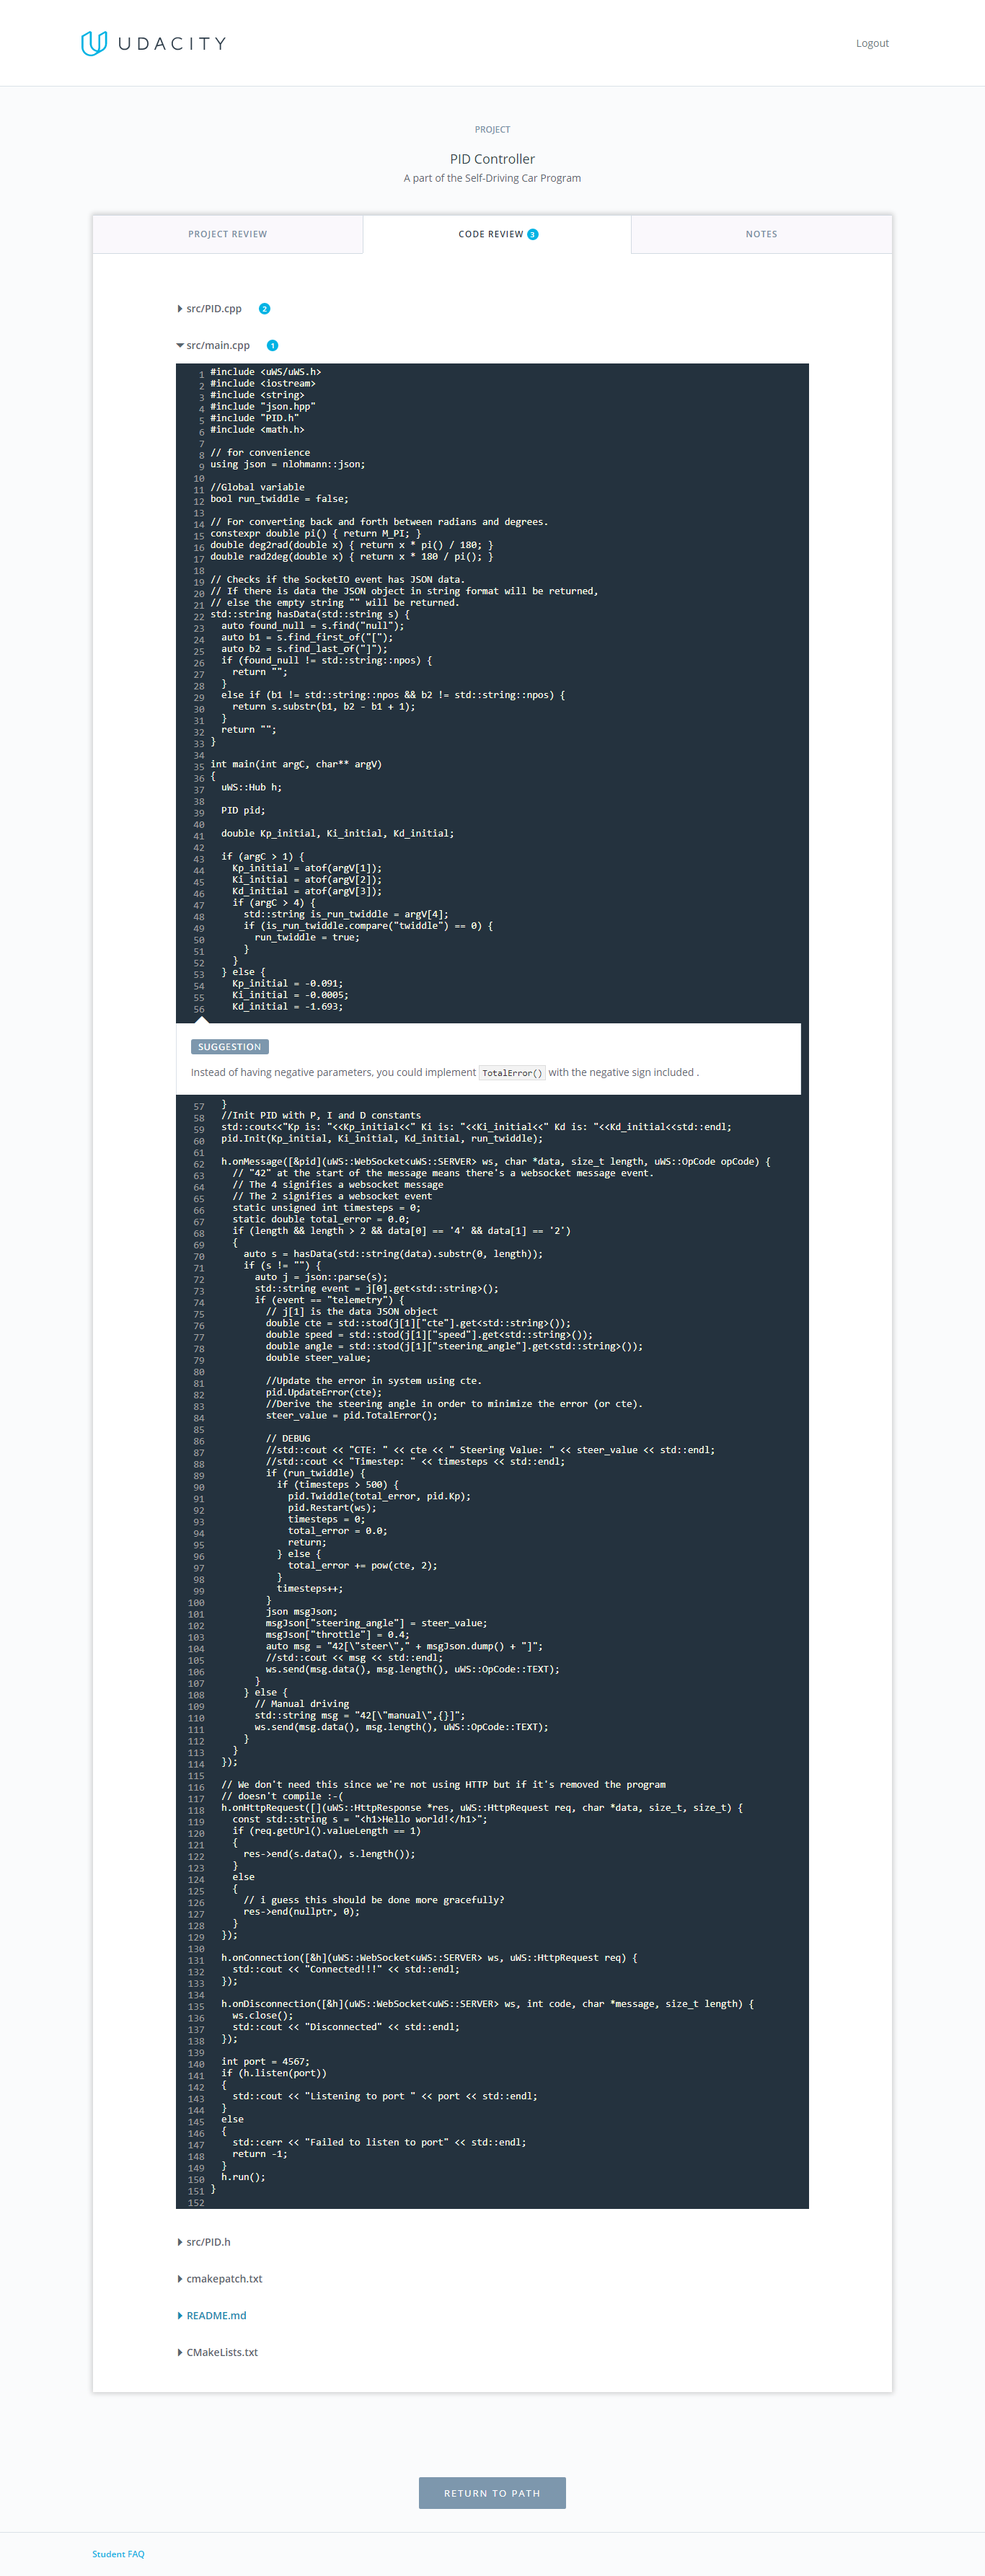 UDACITY
Logout
PROJECT
PID Controller
A part of the Self-Driving Car Program
PROJECT REVIEW
CODE REVIEW 3
NOTES
src/PID.cpp 2
src/main.cpp 1
1 #include <uWS/uWS.h>
2 #include <iostream>
3 #include <string>
4 #include "json.hpp"
5 #include "PID.h"
6 #include <math.h>
7
8 // for convenience
9 using json = nlohmann::json;
10
11 //Global variable
12 bool run_twiddle = false;
13
14 // For converting back and forth between radians and degrees.
15 constexpr double pi() { return M_PI; }
16 double deg2rad(double x) { return x * pi() / 180; }
17 double rad2deg(double x) { return x * 180 / pi(); }
18
19 // Checks if the SocketIO event has JSON data.
20 // If there is data the JSON object in string format will be returned,
21 // else the empty string "" will be returned.
22 std::string hasData(std::string s) {
23   auto found_null = s.find("null");
24   auto b1 = s.find_first_of("[");
25   auto b2 = s.find_last_of("]");
26   if (found_null != std::string::npos) {
27     return "";
28   }
29   else if (b1 != std::string::npos && b2 != std::string::npos) {
30     return s.substr(b1, b2 - b1 + 1);
31   }
32   return "";
33 }
34
35 int main(int argC, char** argV)
36 {
37   uWS::Hub h;
38
39   PID pid;
40
41   double Kp_initial, Ki_initial, Kd_initial;
42
43   if (argC > 1) {
44     Kp_initial = atof(argV[1]);
45     Ki_initial = atof(argV[2]);
46     Kd_initial = atof(argV[3]);
47     if (argC > 4) {
48       std::string is_run_twiddle = argV[4];
49       if (is_run_twiddle.compare("twiddle") == 0) {
50         run_twiddle = true;
51       }
52     }
53   } else {
54     Kp_initial = -0.091;
55     Ki_initial = -0.0005;
56     Kd_initial = -1.693;
SUGGESTION
Instead of having negative parameters, you could implement TotalError() with the negative sign included .
57   }
58   //Init PID with P, I and D constants
59   std::cout<<"Kp is: "<<Kp_initial<<" Ki is: "<<Ki_initial<<" Kd is: "<<Kd_initial<<std::endl;
60   pid.Init(Kp_initial, Ki_initial, Kd_initial, run_twiddle);
61
62   h.onMessage([&pid](uWS::WebSocket<uWS::SERVER> ws, char *data, size_t length, uWS::OpCode opCode) {
63     // "42" at the start of the message means there's a websocket message event.
64     // The 4 signifies a websocket message
65     // The 2 signifies a websocket event
66     static unsigned int timesteps = 0;
67     static double total_error = 0.0;
68     if (length && length > 2 && data[0] == '4' && data[1] == '2')
69     {
70       auto s = hasData(std::string(data).substr(0, length));
71       if (s != "") {
72         auto j = json::parse(s);
73         std::string event = j[0].get<std::string>();
74         if (event == "telemetry") {
75           // j[1] is the data JSON object
76           double cte = std::stod(j[1]["cte"].get<std::string>());
77           double speed = std::stod(j[1]["speed"].get<std::string>());
78           double angle = std::stod(j[1]["steering_angle"].get<std::string>());
79           double steer_value;
80
81           //Update the error in system using cte.
82           pid.UpdateError(cte);
83           //Derive the steering angle in order to minimize the error (or cte).
84           steer_value = pid.TotalError();
85
86           // DEBUG
87           //std::cout << "CTE: " << cte << " Steering Value: " << steer_value << std::endl;
88           //std::cout << "Timestep: " << timesteps << std::endl;
89           if (run_twiddle) {
90             if (timesteps > 500) {
91               pid.Twiddle(total_error, pid.Kp);
92               pid.Restart(ws);
93               timesteps = 0;
94               total_error = 0.0;
95               return;
96             } else {
97               total_error += pow(cte, 2);
98             }
99             timesteps++;
100           }
101           json msgJson;
102           msgJson["steering_angle"] = steer_value;
103           msgJson["throttle"] = 0.4;
104           auto msg = "42[\"steer\"," + msgJson.dump() + "]";
105           //std::cout << msg << std::endl;
106           ws.send(msg.data(), msg.length(), uWS::OpCode::TEXT);
107         }
108       } else {
109         // Manual driving
110         std::string msg = "42[\"manual\",{}]";
111         ws.send(msg.data(), msg.length(), uWS::OpCode::TEXT);
112       }
113     }
114   });
115
116   // We don't need this since we're not using HTTP but if it's removed the program
117   // doesn't compile :-(
118   h.onHttpRequest([](uWS::HttpResponse *res, uWS::HttpRequest req, char *data, size_t, size_t) {
119     const std::string s = "<h1>Hello world!</h1>";
120     if (req.getUrl().valueLength == 1)
121     {
122       res->end(s.data(), s.length());
123     }
124     else
125     {
126       // i guess this should be done more gracefully?
127       res->end(nullptr, 0);
128     }
129   });
130
131   h.onConnection([&h](uWS::WebSocket<uWS::SERVER> ws, uWS::HttpRequest req) {
132     std::cout << "Connected!!!" << std::endl;
133   });
134
135   h.onDisconnection([&h](uWS::WebSocket<uWS::SERVER> ws, int code, char *message, size_t length) {
136     ws.close();
137     std::cout << "Disconnected" << std::endl;
138   });
139
140   int port = 4567;
141   if (h.listen(port))
142   {
143     std::cout << "Listening to port " << port << std::endl;
144   }
145   else
146   {
147     std::cerr << "Failed to listen to port" << std::endl;
148     return -1;
149   }
150   h.run();
151 }
152
src/PID.h
cmakepatch.txt
README.md
CMakeLists.txt
RETURN TO PATH
Student FAQ